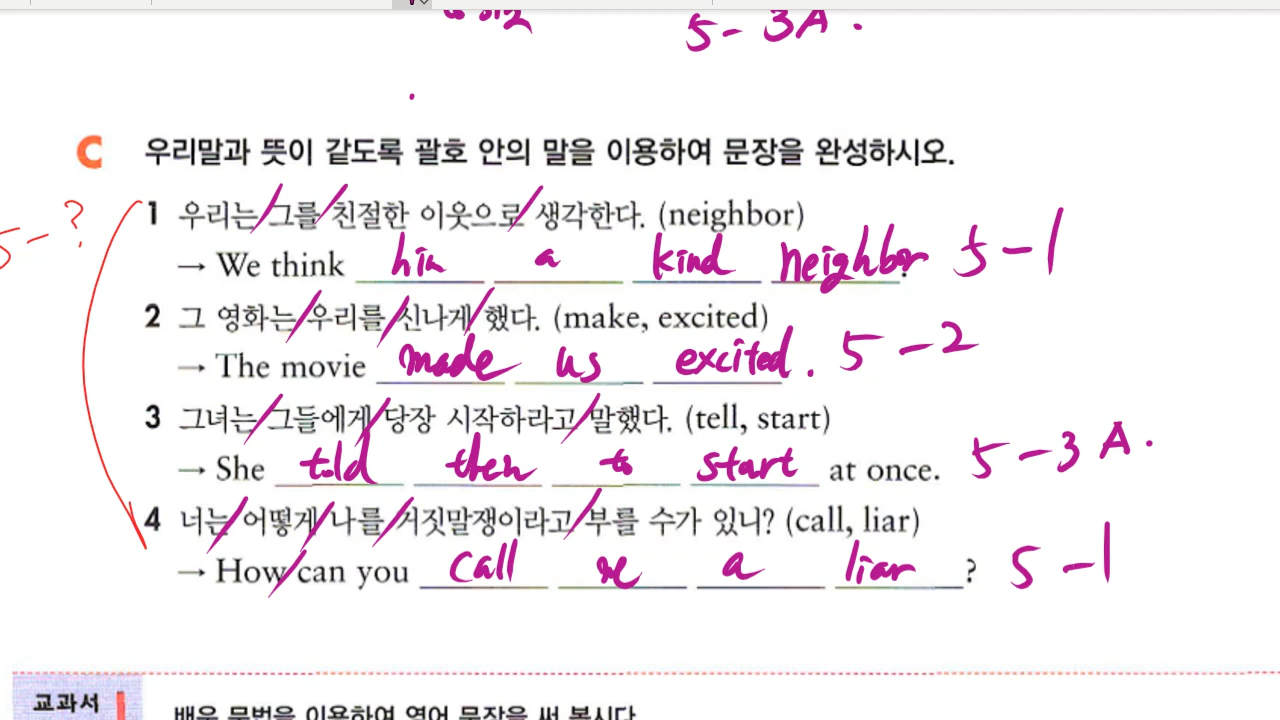 5-3A.
C 우리말과 뜻이 같도록 괄호 안의 말을 이용하여 문장을 완성하시오.
5-?
1 우리는/그를/친절한 이웃으로/생각한다. (neighbor)
→ We think him a kind neighbor. 5-1
2 그 영화는/우리를/신나게/했다. (make, excited)
→ The movie made us excited. 5-2
3 그녀는/그들에게/당장 시작하라고/말했다. (tell, start)
→ She told them to start at once. 5-3A.
4 너는/어떻게/나를/거짓말쟁이라고/부를 수가 있니? (call, liar)
→ How/can you call me a liar? 5-1
교과서
배운 문법을 이용하여 영어 문장을 써 봅시다.